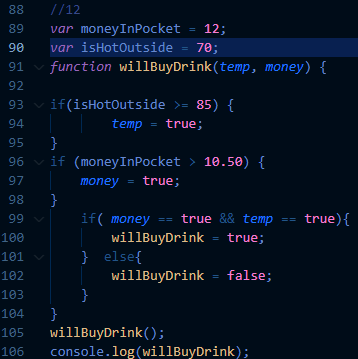 88 //12
89 var moneyInPocket = 12;
90 var isHotOutside = 70;
91 function willBuyDrink(temp, money) {
92
93 if(isHotOutside >= 85) {
94 temp = true;
95 }
96 if (moneyInPocket > 10.50) {
97 money = true;
98 }
99 if( money == true && temp == true){
100 willBuyDrink = true;
101 } else{
102 willBuyDrink = false;
103 }
104 }
105 willBuyDrink();
106 console.log(willBuyDrink);